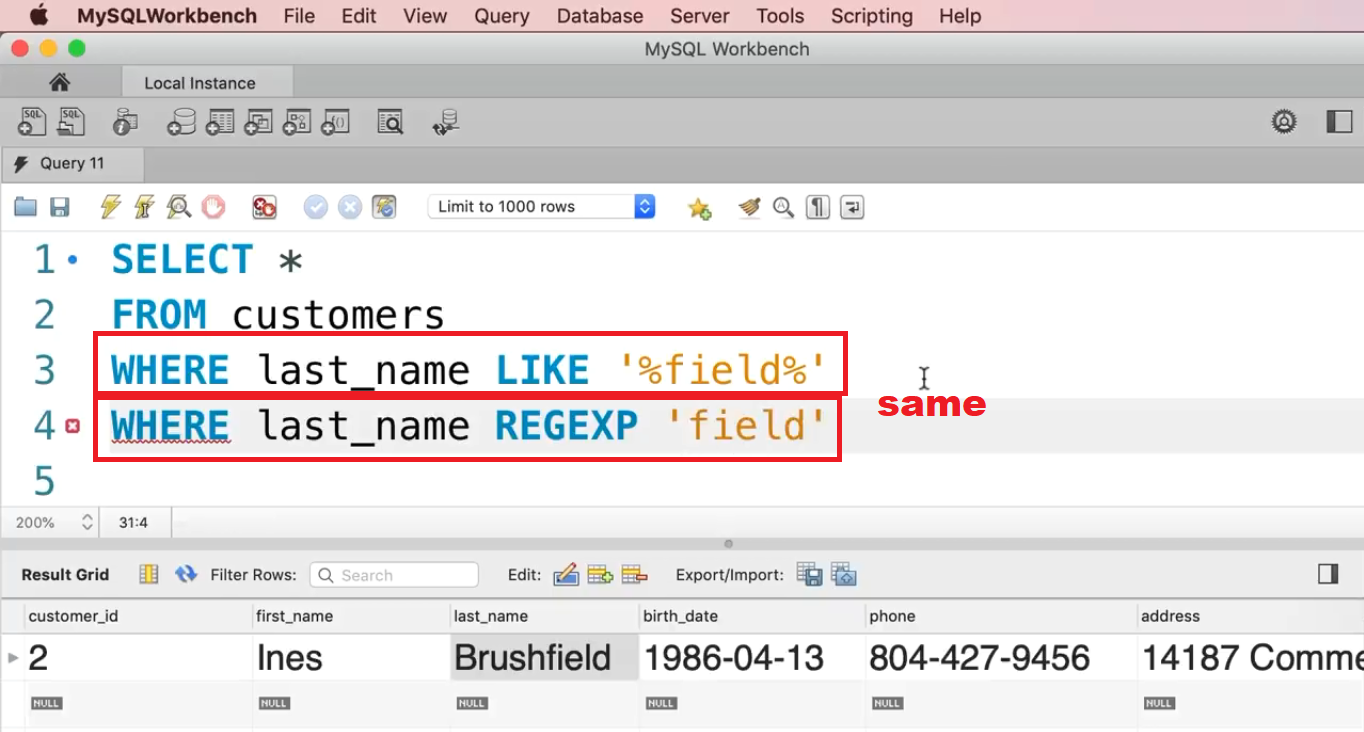 MySQLWorkbench File Edit View Query Database Server Tools Scripting Help
MySQL Workbench
Local Instance
SQL SQL
Query 11
Limit to 1000 rows
1 SELECT *
2 FROM customers
3 WHERE last_name LIKE '%field%'
same
4 WHERE last_name REGEXP 'field'
5
200% 31:4
Result Grid Filter Rows: Search Edit: Export/Import:
customer_id first_name last_name birth_date phone address
2 Ines Brushfield 1986-04-13 804-427-9456 14187 Comme
NULL NULL NULL NULL NULL NULL